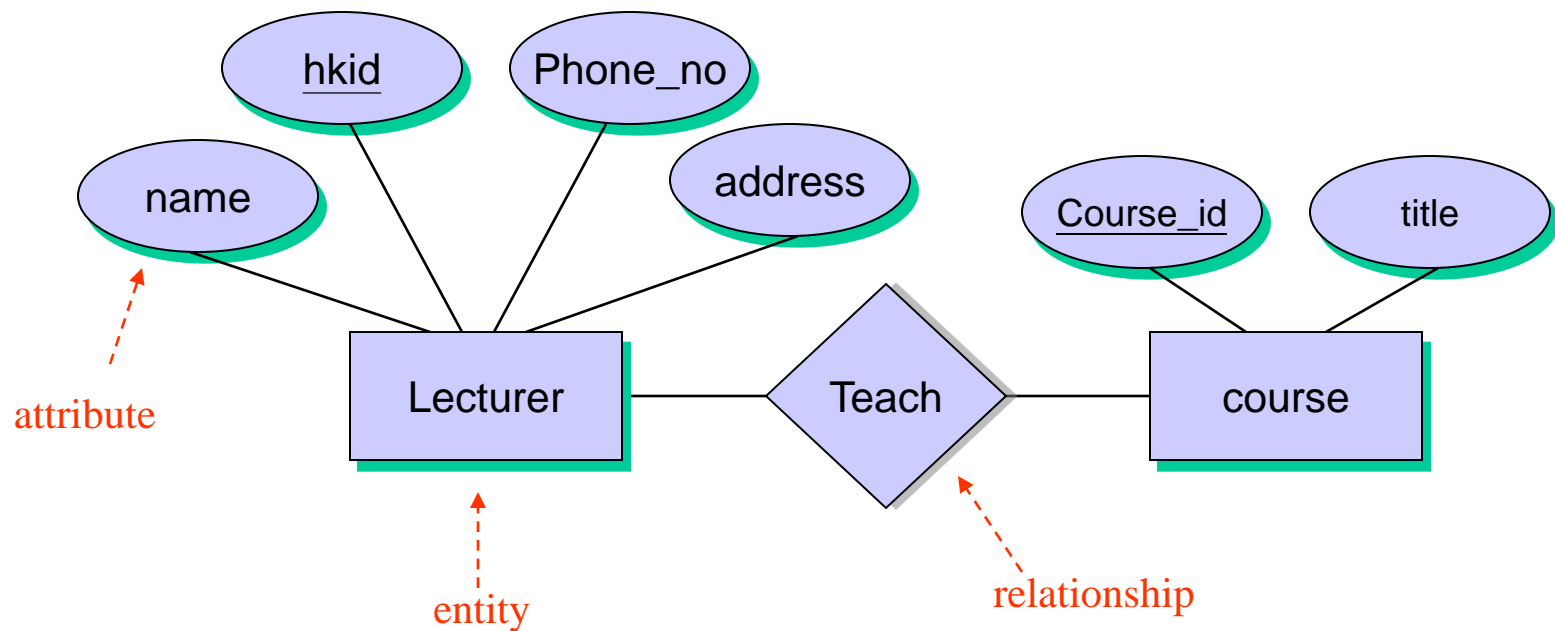 hkid
Phone_no
name
address
Course_id
title
Lecturer
Teach
course
attribute
entity
relationship